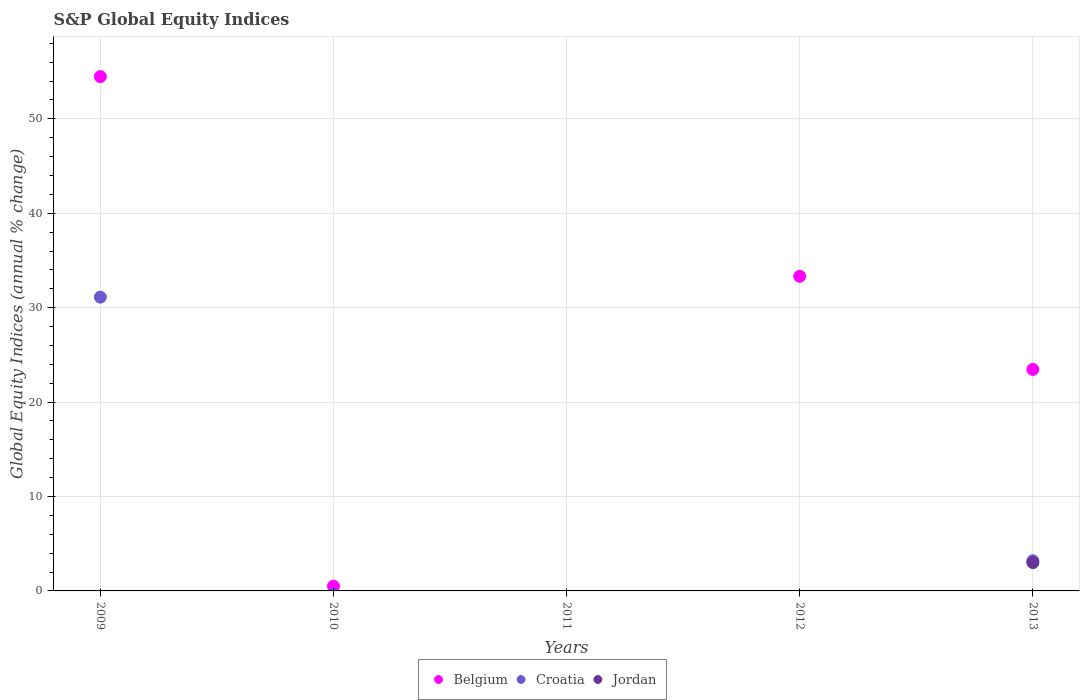 S&P Global Equity Indices
Global Equity Indices (annual % change)
50
40
30
20
10
0
2009
2010
2011
2012
2013
Years
Belgium
Croatia
Jordan